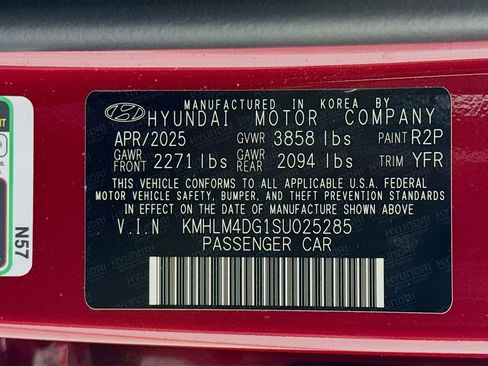 MANUFACTURED IN KOREA BY
HYUNDAI MOTOR COMPANY
APR/2025 GVWR 3858 lbs PAINT R2P
GAWR FRONT 2271 lbs GAWR REAR 2094 lbs TRIM YFR
THIS VEHICLE CONFORMS TO ALL APPLICABLE U.S.A. FEDERAL
MOTOR VEHICLE SAFETY, BUMPER, AND THEFT PREVENTION STANDARDS
IN EFFECT ON THE DATE OF MANUFACTURE SHOWN ABOVE
V.I.N KMHLM4DG1SU025285
PASSENGER CAR
N57